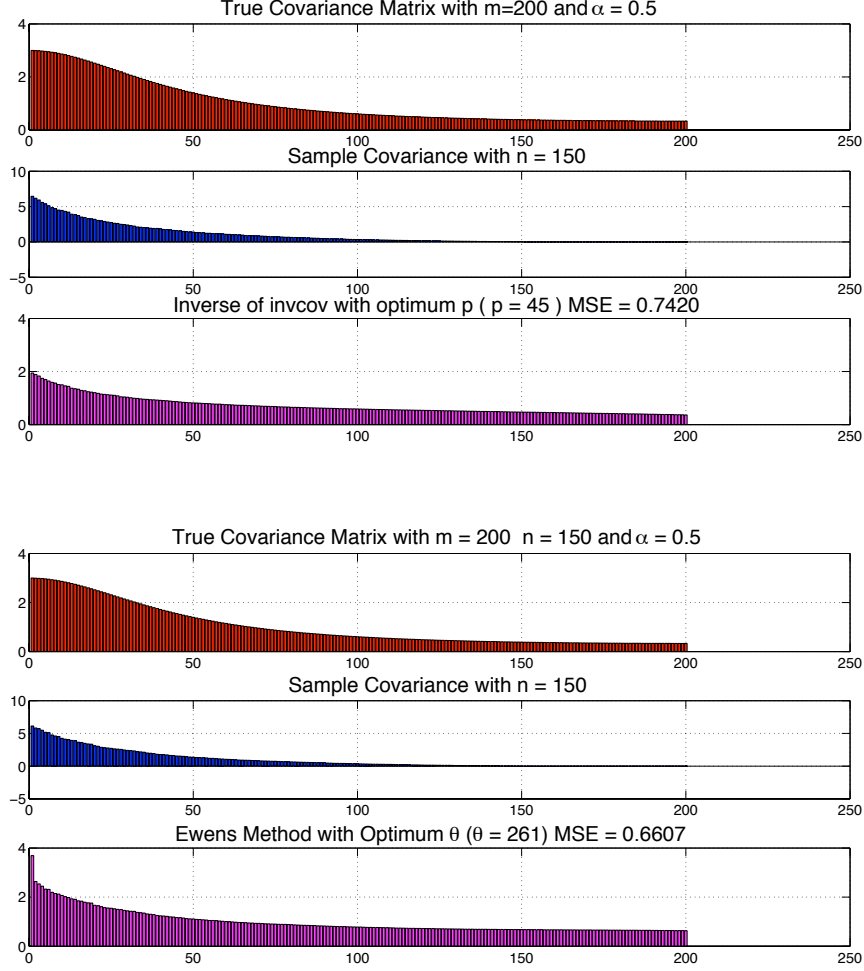 True Covariance Matrix with m=200 and α = 0.5
4
2
0
0 50 100 150 200 250
Sample Covariance with n = 150
10
5
0
−5
0 50 100 150 200 250
Inverse of invcov with optimum p ( p = 45 ) MSE = 0.7420
4
2
0
0 50 100 150 200 250
True Covariance Matrix with m = 200 n = 150 and α = 0.5
4
2
0
0 50 100 150 200 250
Sample Covariance with n = 150
10
5
0
−5
0 50 100 150 200 250
Ewens Method with Optimum θ (θ = 261) MSE = 0.6607
4
2
0
0 50 100 150 200 250